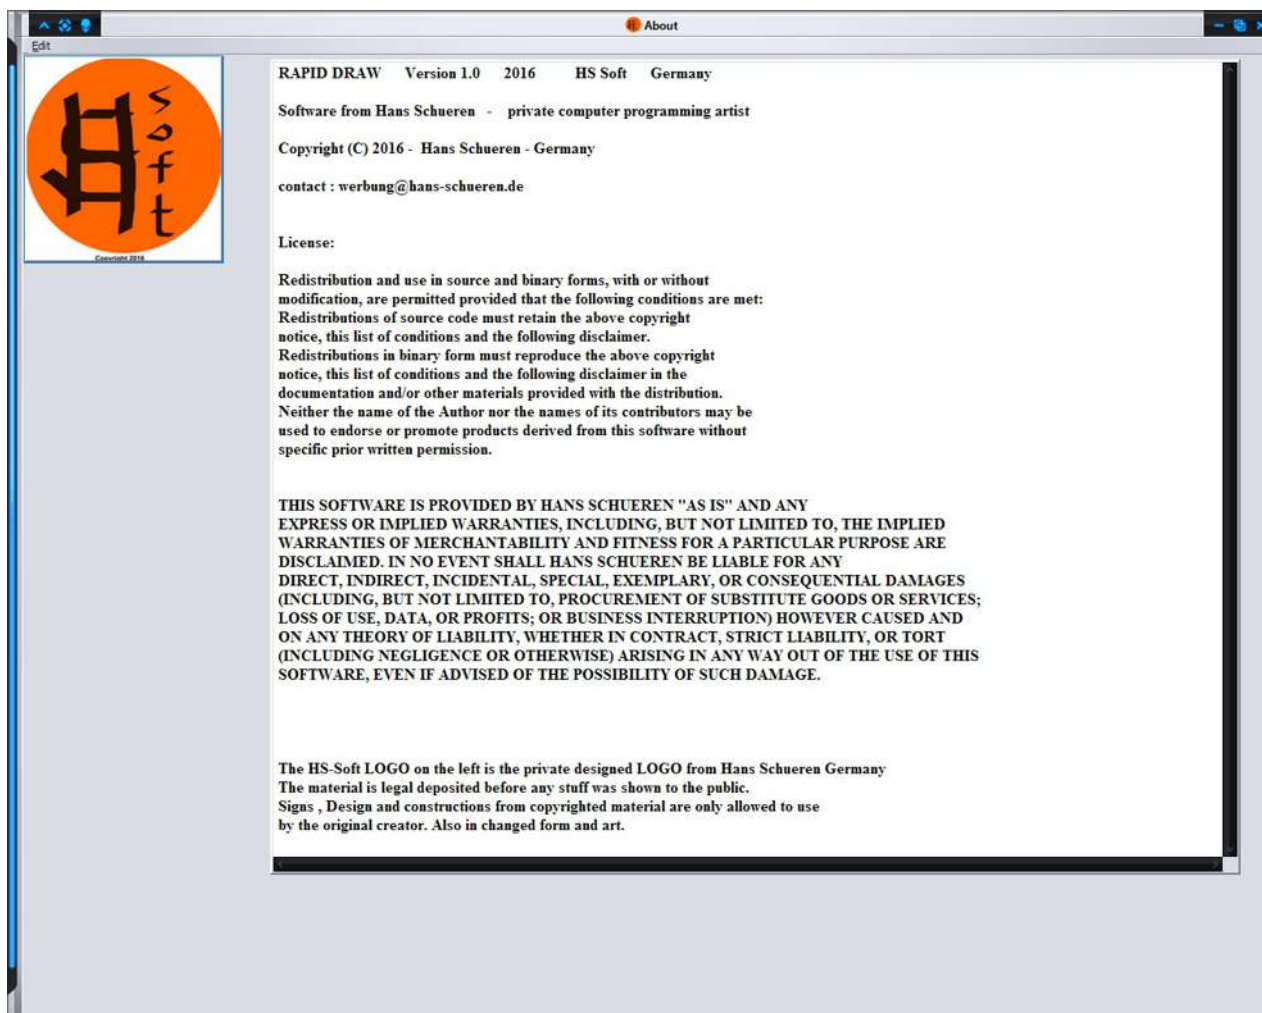 About
Edit
Soft
Copyright 2016
RAPID DRAW Version 1.0 2016 HS Soft Germany
Software from Hans Schueren - private computer programming artist
Copyright (C) 2016 - Hans Schueren - Germany
contact : werbung@hans-schueren.de
License:
Redistribution and use in source and binary forms, with or without
modification, are permitted provided that the following conditions are met:
Redistributions of source code must retain the above copyright
notice, this list of conditions and the following disclaimer.
Redistributions in binary form must reproduce the above copyright
notice, this list of conditions and the following disclaimer in the
documentation and/or other materials provided with the distribution.
Neither the name of the Author nor the names of its contributors may be
used to endorse or promote products derived from this software without
specific prior written permission.
THIS SOFTWARE IS PROVIDED BY HANS SCHUEREN "AS IS" AND ANY
EXPRESS OR IMPLIED WARRANTIES, INCLUDING, BUT NOT LIMITED TO, THE IMPLIED
WARRANTIES OF MERCHANTABILITY AND FITNESS FOR A PARTICULAR PURPOSE ARE
DISCLAIMED. IN NO EVENT SHALL HANS SCHUEREN BE LIABLE FOR ANY
DIRECT, INDIRECT, INCIDENTAL, SPECIAL, EXEMPLARY, OR CONSEQUENTIAL DAMAGES
(INCLUDING, BUT NOT LIMITED TO, PROCUREMENT OF SUBSTITUTE GOODS OR SERVICES;
LOSS OF USE, DATA, OR PROFITS; OR BUSINESS INTERRUPTION) HOWEVER CAUSED AND
ON ANY THEORY OF LIABILITY, WHETHER IN CONTRACT, STRICT LIABILITY, OR TORT
(INCLUDING NEGLIGENCE OR OTHERWISE) ARISING IN ANY WAY OUT OF THE USE OF THIS
SOFTWARE, EVEN IF ADVISED OF THE POSSIBILITY OF SUCH DAMAGE.
The HS-Soft LOGO on the left is the private designed LOGO from Hans Schueren Germany
The material is legal deposited before any stuff was shown to the public.
Signs , Design and constructions from copyrighted material are only allowed to use
by the original creator. Also in changed form and art.